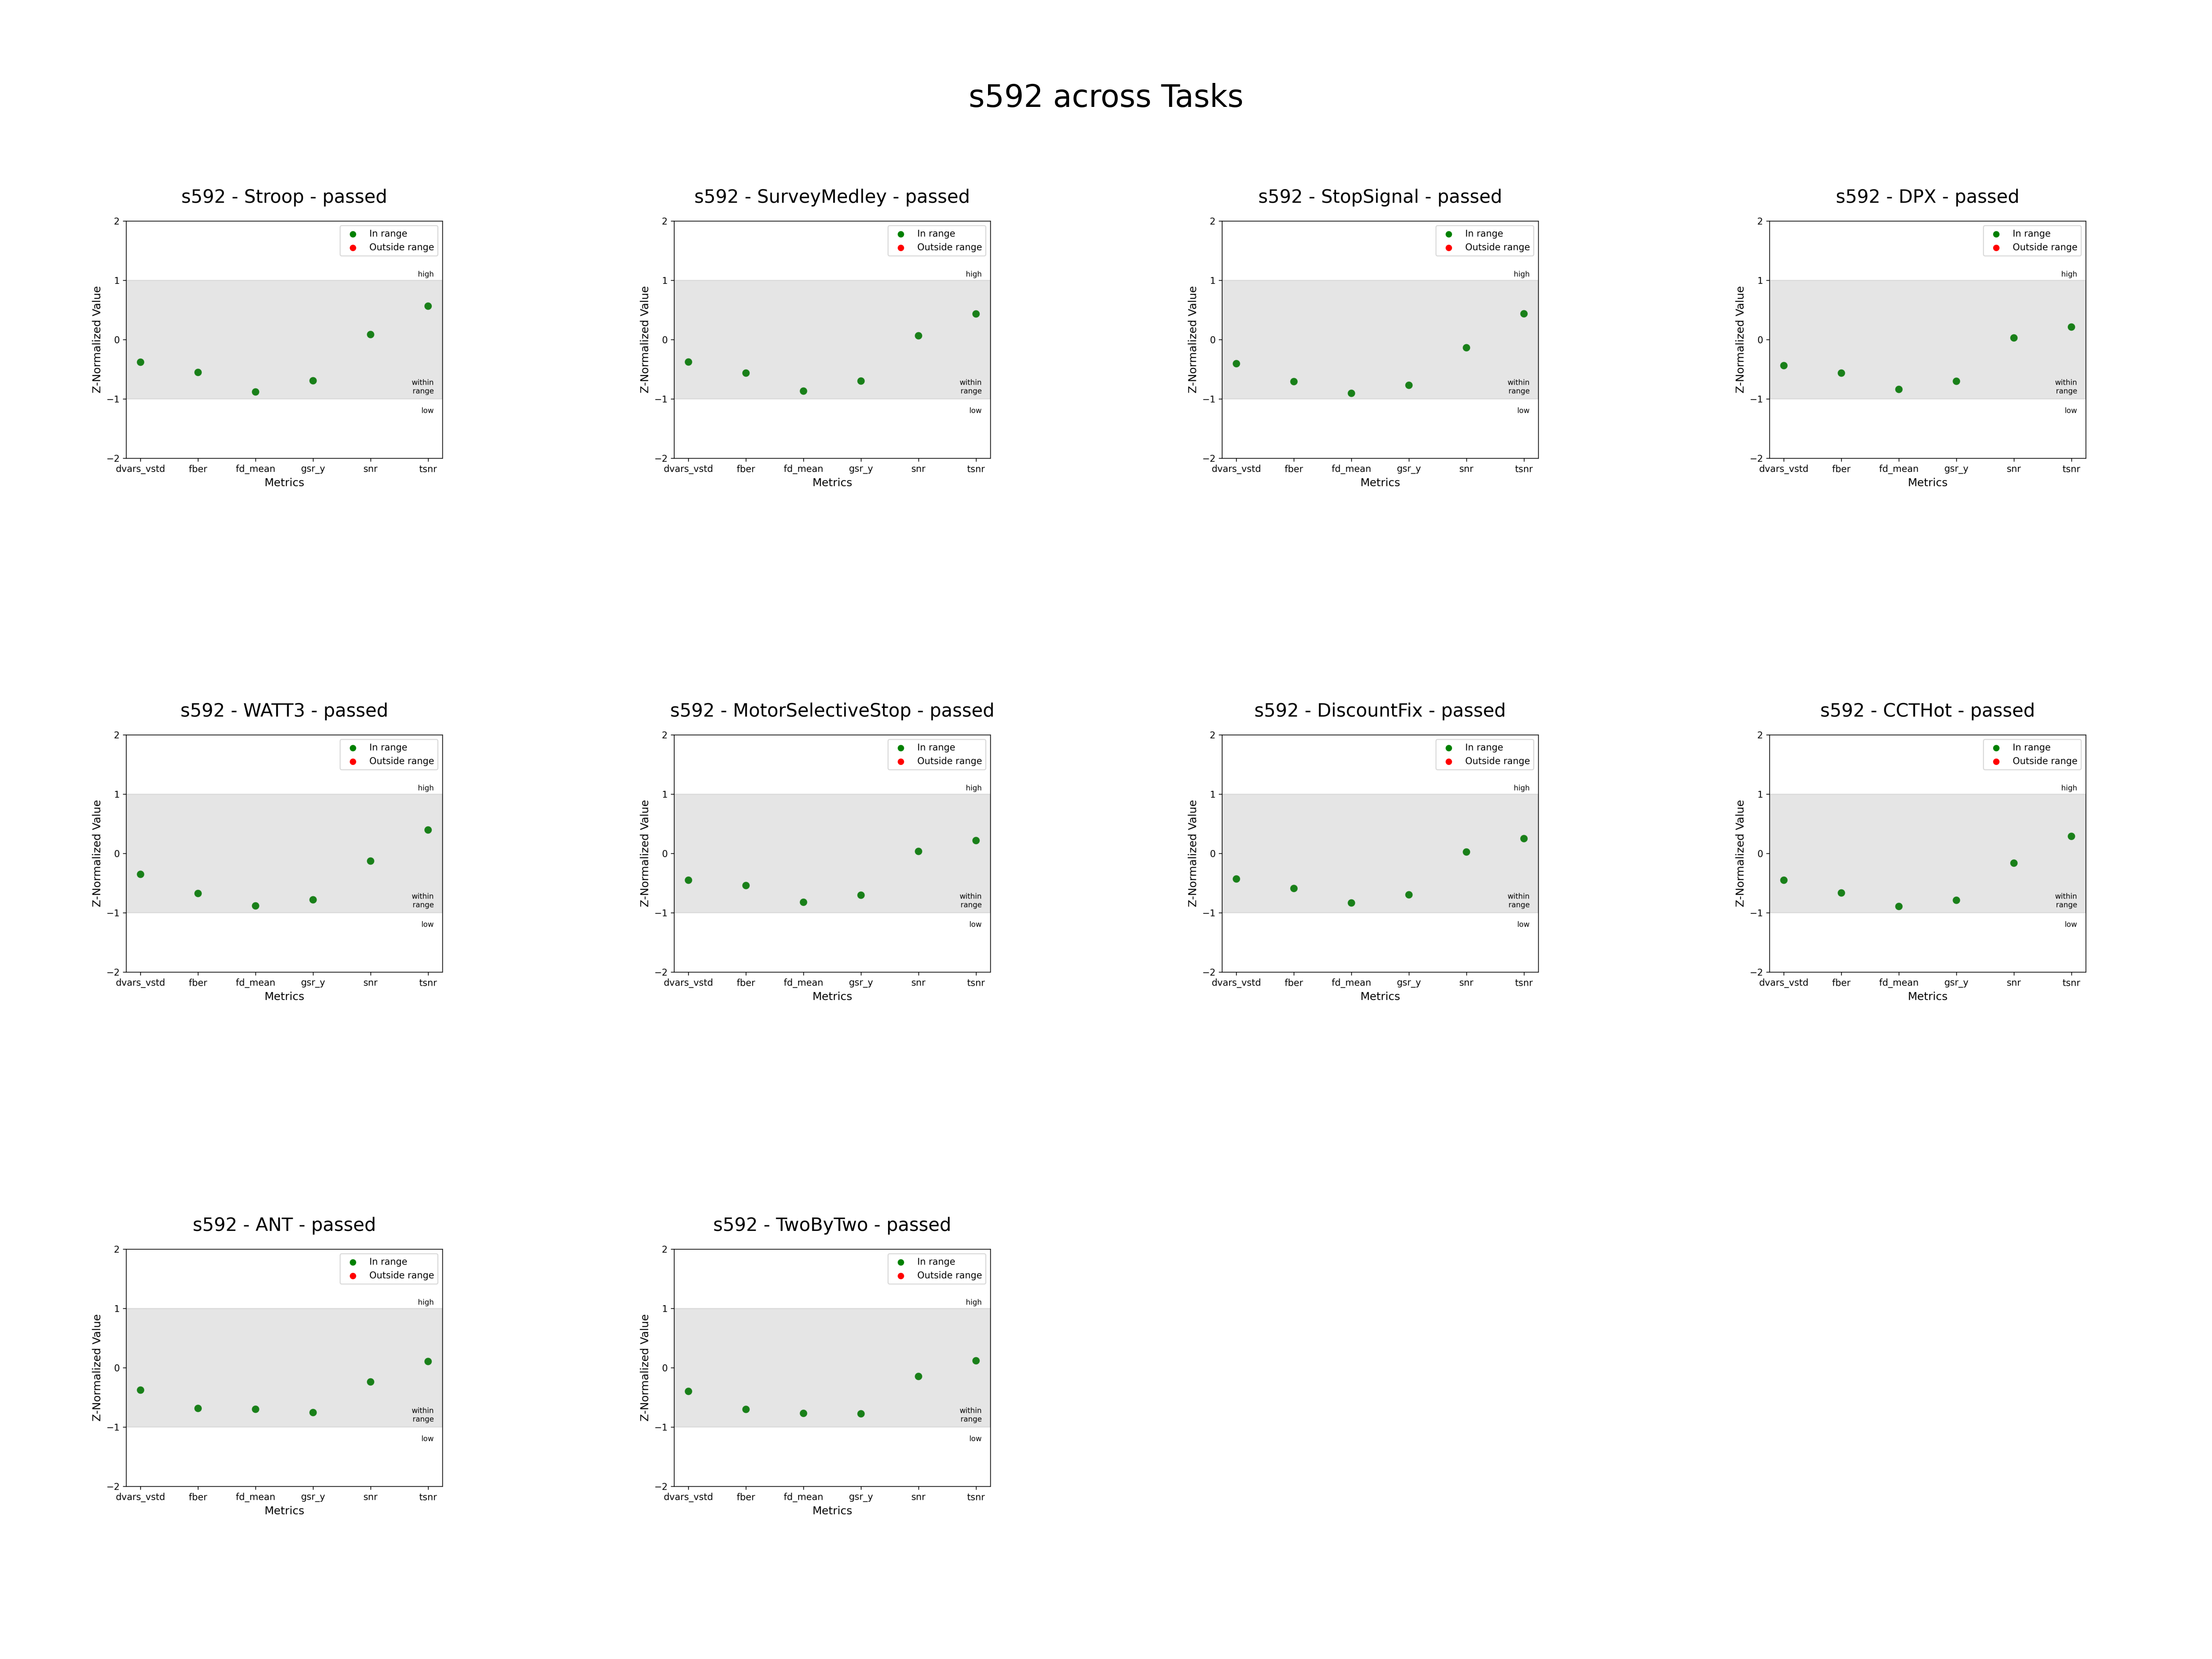 s592 across Tasks
s592 - Stroop - passed
2
1
0
−1
−2
Z-Normalized Value
In range
Outside range
high
within
range
low
dvars_vstd fber fd_mean gsr_y snr tsnr
Metrics
s592 - SurveyMedley - passed
2
1
0
−1
−2
Z-Normalized Value
In range
Outside range
high
within
range
low
dvars_vstd fber fd_mean gsr_y snr tsnr
Metrics
s592 - StopSignal - passed
2
1
0
−1
−2
Z-Normalized Value
In range
Outside range
high
within
range
low
dvars_vstd fber fd_mean gsr_y snr tsnr
Metrics
s592 - DPX - passed
2
1
0
−1
−2
Z-Normalized Value
In range
Outside range
high
within
range
low
dvars_vstd fber fd_mean gsr_y snr tsnr
Metrics
s592 - WATT3 - passed
2
1
0
−1
−2
Z-Normalized Value
In range
Outside range
high
within
range
low
dvars_vstd fber fd_mean gsr_y snr tsnr
Metrics
s592 - MotorSelectiveStop - passed
2
1
0
−1
−2
Z-Normalized Value
In range
Outside range
high
within
range
low
dvars_vstd fber fd_mean gsr_y snr tsnr
Metrics
s592 - DiscountFix - passed
2
1
0
−1
−2
Z-Normalized Value
In range
Outside range
high
within
range
low
dvars_vstd fber fd_mean gsr_y snr tsnr
Metrics
s592 - CCTHot - passed
2
1
0
−1
−2
Z-Normalized Value
In range
Outside range
high
within
range
low
dvars_vstd fber fd_mean gsr_y snr tsnr
Metrics
s592 - ANT - passed
2
1
0
−1
−2
Z-Normalized Value
In range
Outside range
high
within
range
low
dvars_vstd fber fd_mean gsr_y snr tsnr
Metrics
s592 - TwoByTwo - passed
2
1
0
−1
−2
Z-Normalized Value
In range
Outside range
high
within
range
low
dvars_vstd fber fd_mean gsr_y snr tsnr
Metrics